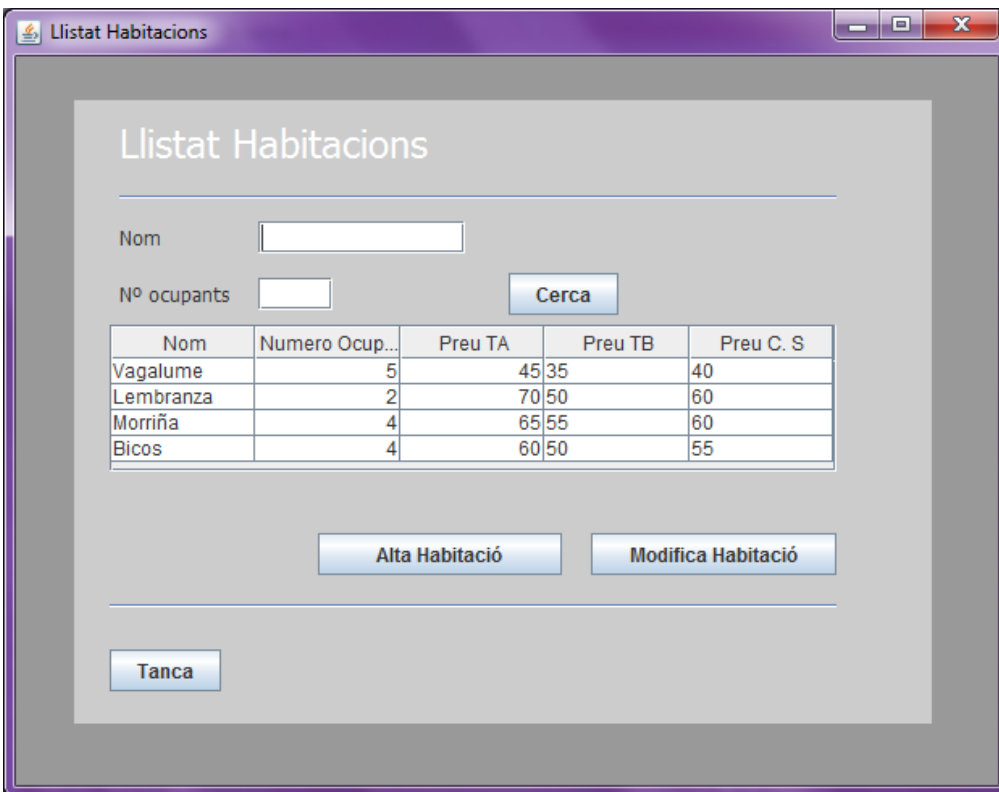 Llistat Habitacions
Llistat Habitacions
Nom
Nº ocupants Cerca
Nom Numero Ocup... Preu TA Preu TB Preu C. S
Vagalume 5 45 35 40
Lembranza 2 70 50 60
Morriña 4 65 55 60
Bicos 4 60 50 55
Alta Habitació Modifica Habitació
Tanca